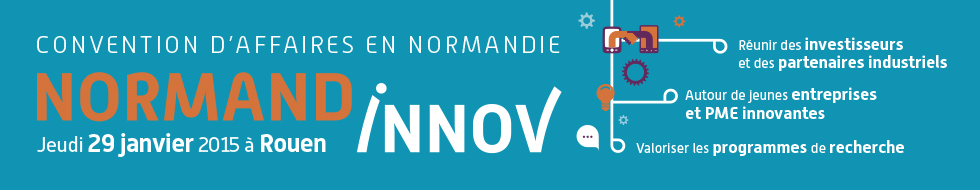 CONVENTION D'AFFAIRES EN NORMANDIE
NORMAND
iNNOV
Jeudi 29 janvier 2015 à Rouen
Réunir des investisseurs
et des partenaires industriels
Autour de jeunes entreprises
et PME innovantes
Valoriser les programmes de recherche